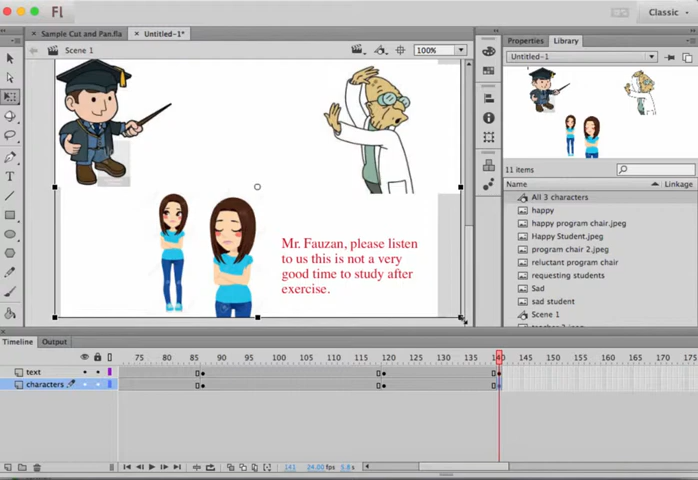 Fl
Classic
Sample Cut and Pan.fla
Untitled-1*
Scene 1
100%
Properties
Library
Untitled-1
11 items
Name
Linkage
All 3 characters
happy
happy program chair.jpeg
Happy Student.jpeg
program chair 2.jpeg
reluctant program chair
requesting students
Sad
sad student
Scene 1
Mr. Fauzan, please listen
to us this is not a very
good time to study after
exercise.
Timeline
Output
75 85 90 95 100 105 110 115 120 125 130 135 140 145 150 155 160 165 170 175
text
characters
141 24.00 fps 5.8 s